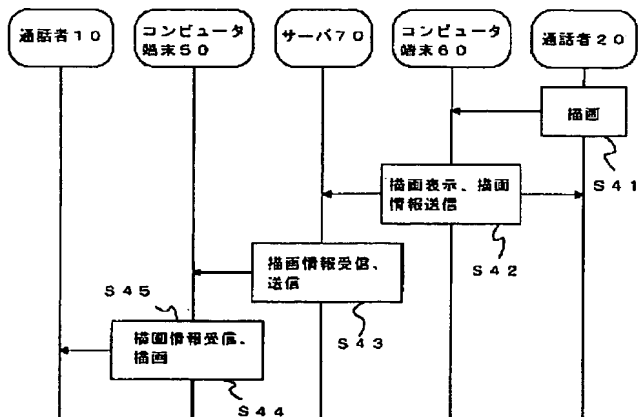 通話者10
コンピュータ
端末50
サーバ70
コンピュータ
端末60
通話者20
描画
S41
描画表示、描画
情報送信
S42
描画情報受信、
送信
S43
S45
描画情報受信、
描画
S44